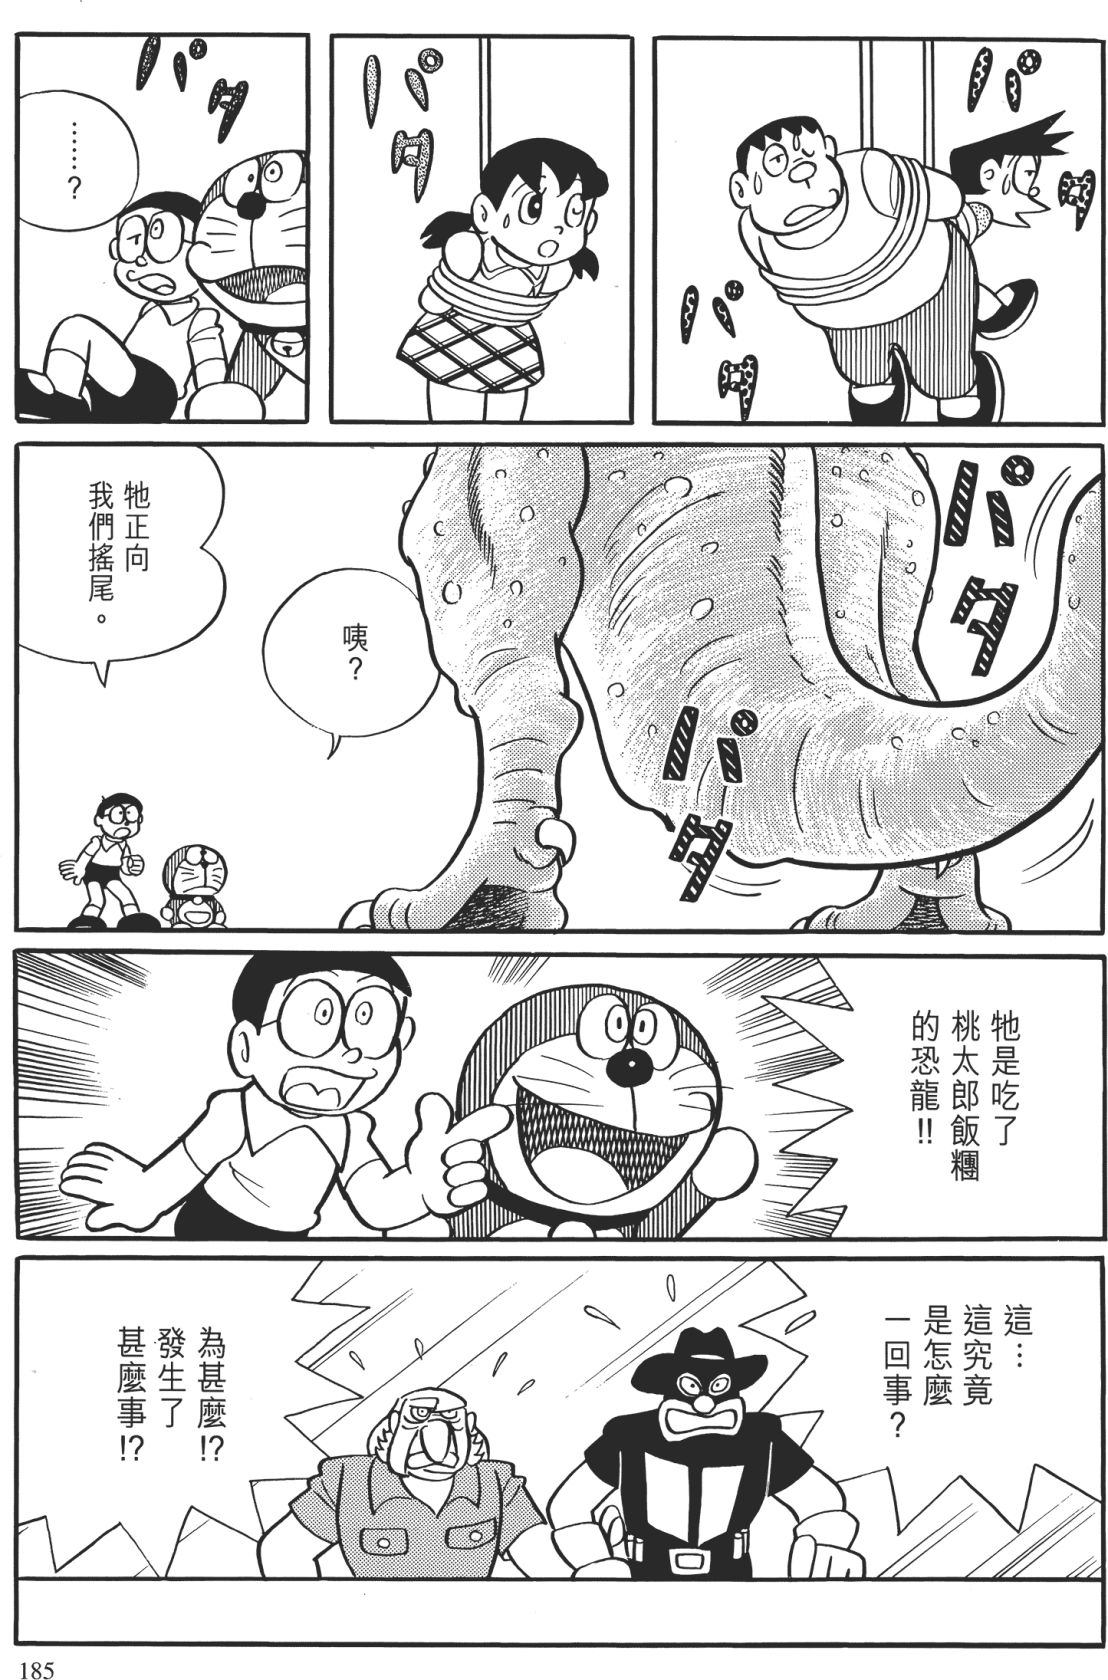 パタ
パタ
パタ
パタ
……?
パタ
パタ
咦?
牠正向
我們搖尾。
牠是吃了
桃太郎飯糰
的恐龍!!
這…
這究竟
是怎麼
一回事?
為甚麼!?
發生了
甚麼事!?
185